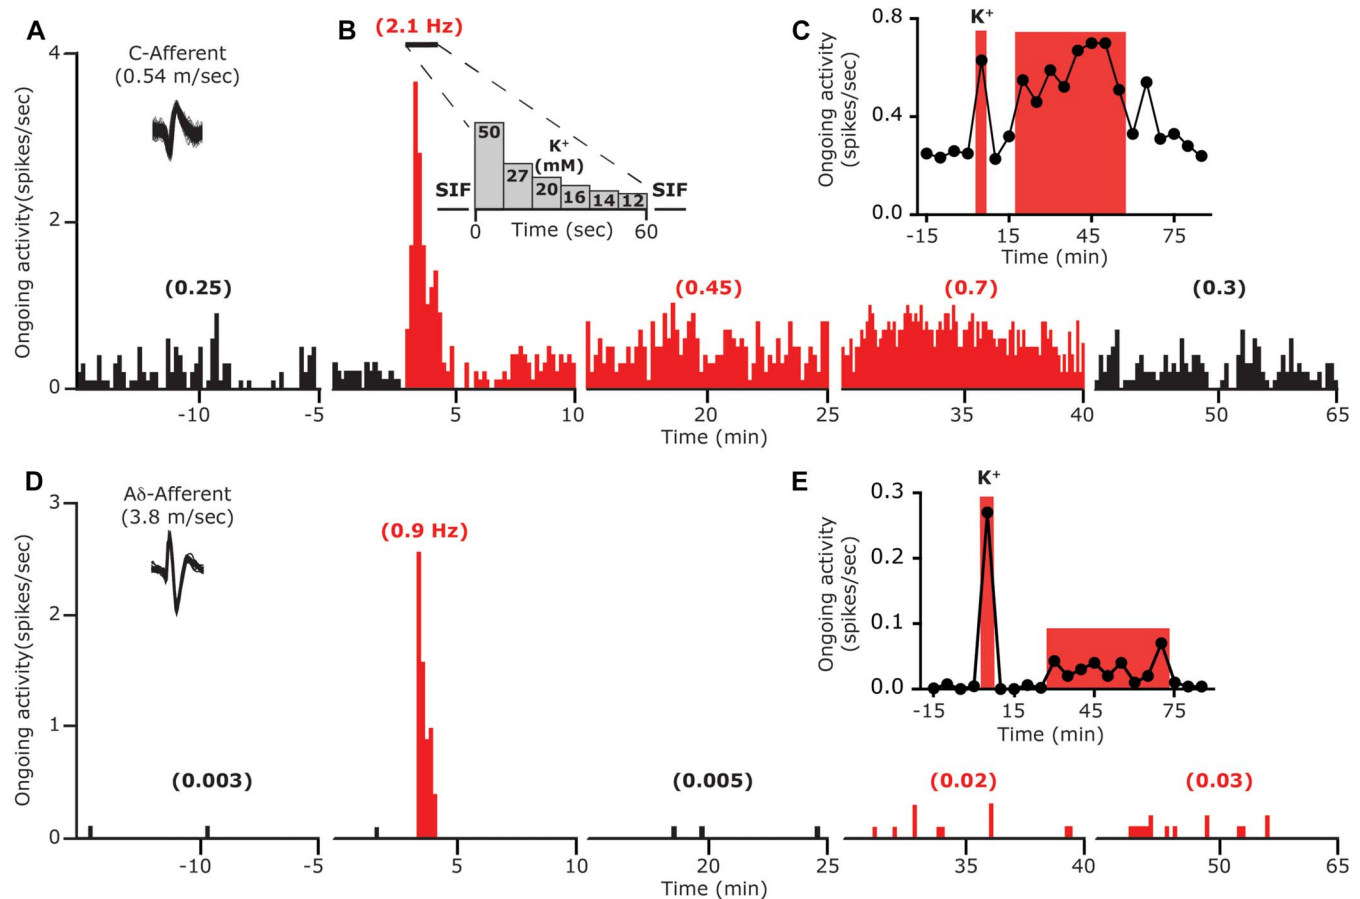 A
C-Afferent
(0.54 m/sec)
Ongoing activity(spikes/sec)
4
2
0
(0.25)
-10
-5
B
(2.1 Hz)
50
27
20
16
14
12
K⁺
(mM)
SIF
SIF
0
Time (sec)
60
5
10
(0.45)
20
25
(0.7)
35
40
(0.3)
50
65
Time (min)
C
K⁺
Ongoing activity
(spikes/sec)
0.8
0.4
0.0
-15
15
45
75
Time (min)
D
Aδ-Afferent
(3.8 m/sec)
Ongoing activity(spikes/sec)
3
2
1
0
(0.003)
-10
-5
(0.9 Hz)
5
10
(0.005)
20
25
(0.02)
35
40
(0.03)
50
65
Time (min)
E
K⁺
Ongoing activity
(spikes/sec)
0.3
0.2
0.1
0.0
-15
15
45
75
Time (min)